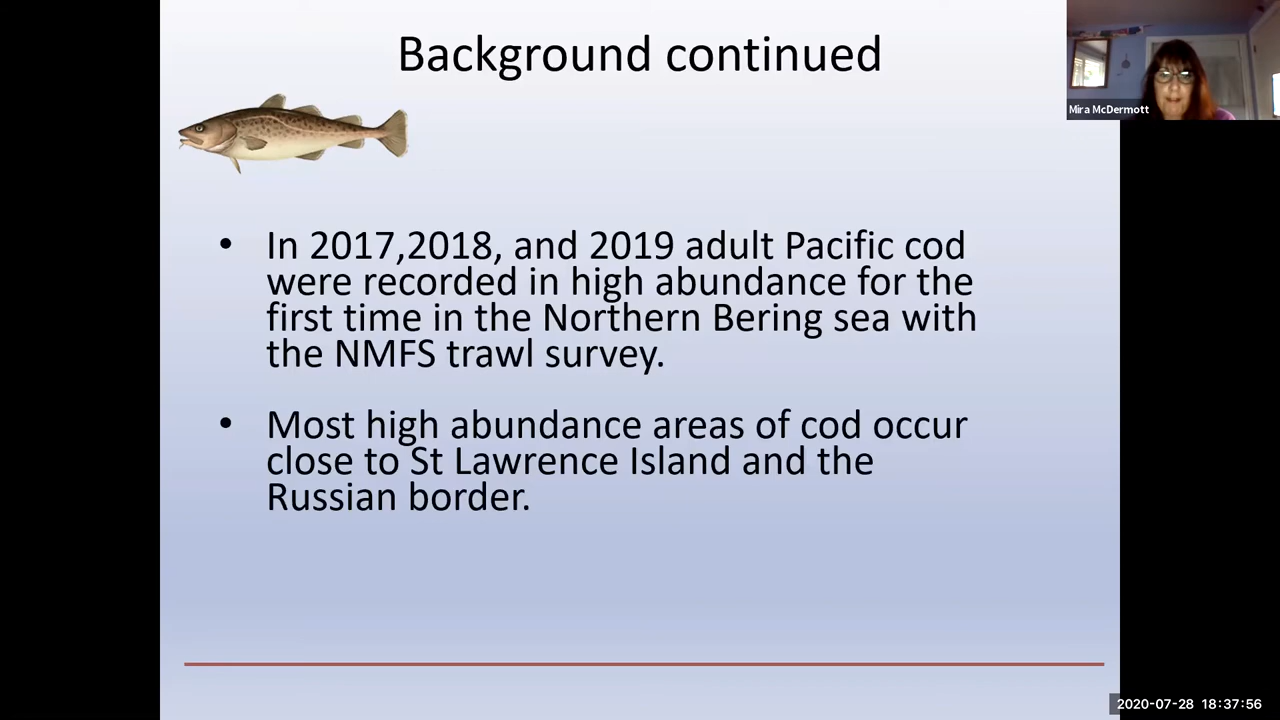 Background continued
Mira McDermott
• In 2017,2018, and 2019 adult Pacific cod
were recorded in high abundance for the
first time in the Northern Bering sea with
the NMFS trawl survey.
• Most high abundance areas of cod occur
close to St Lawrence Island and the
Russian border.
2020-07-28 18:37:56